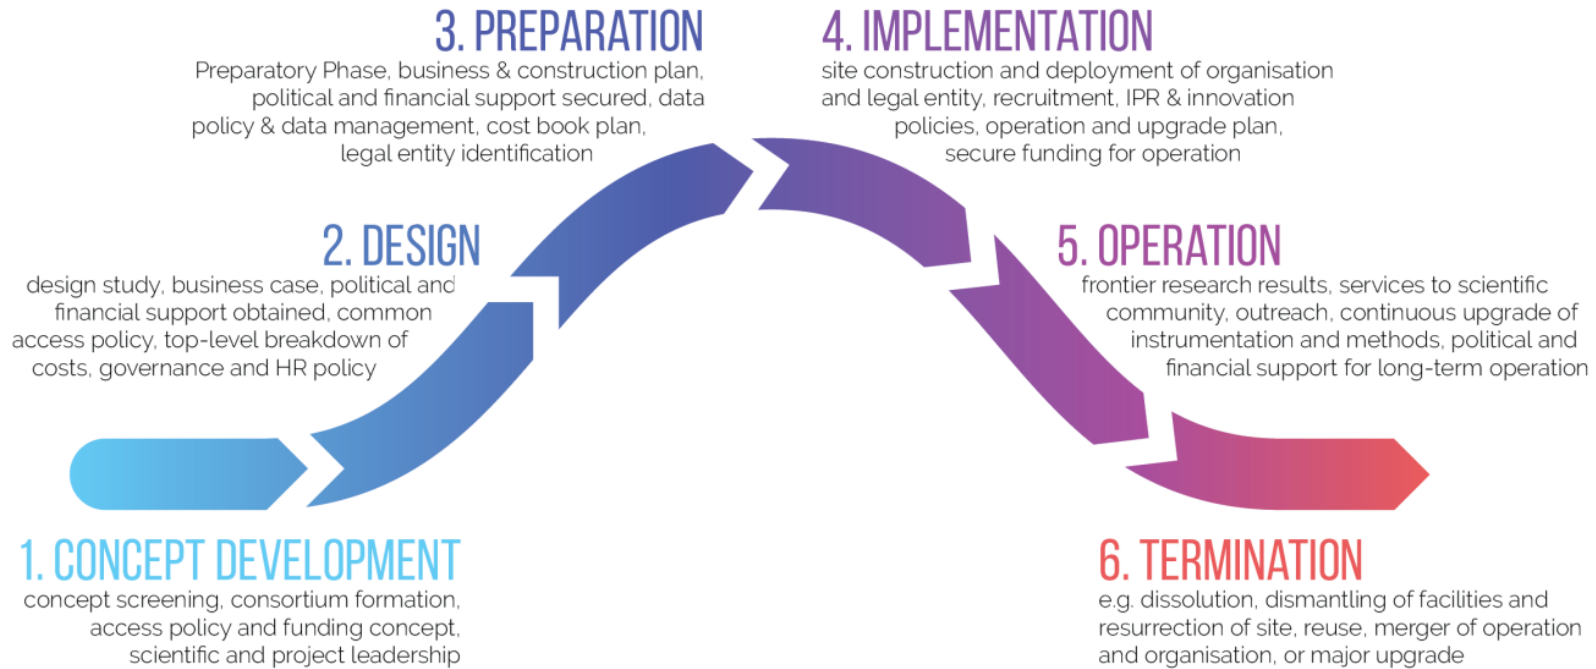 1. CONCEPT DEVELOPMENT
concept screening, consortium formation,
access policy and funding concept,
scientific and project leadership
2. DESIGN
design study, business case, political and
financial support obtained, common
access policy, top-level breakdown of
costs, governance and HR policy
3. PREPARATION
Preparatory Phase, business & construction plan,
political and financial support secured, data
policy & data management, cost book plan,
legal entity identification
4. IMPLEMENTATION
site construction and deployment of organisation
and legal entity, recruitment, IPR & innovation
policies, operation and upgrade plan,
secure funding for operation
5. OPERATION
frontier research results, services to scientific
community, outreach, continuous upgrade of
instrumentation and methods, political and
financial support for long-term operation
6. TERMINATION
e.g. dissolution, dismantling of facilities and
resurrection of site, reuse, merger of operation
and organisation, or major upgrade